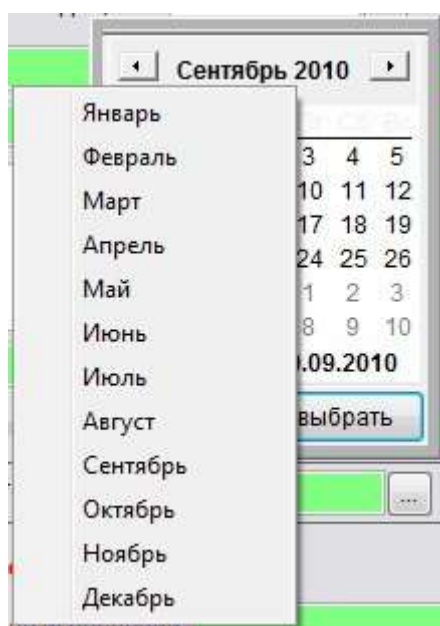 Сентябрь 2010
Январь
Февраль
Март
Апрель
Май
Июнь
Июль
Август
Сентябрь
Октябрь
Ноябрь
Декабрь
3 4 5
10 11 12
17 18 19
24 25 26
1 2 3
8 9 10
.09.2010
выбрать
...